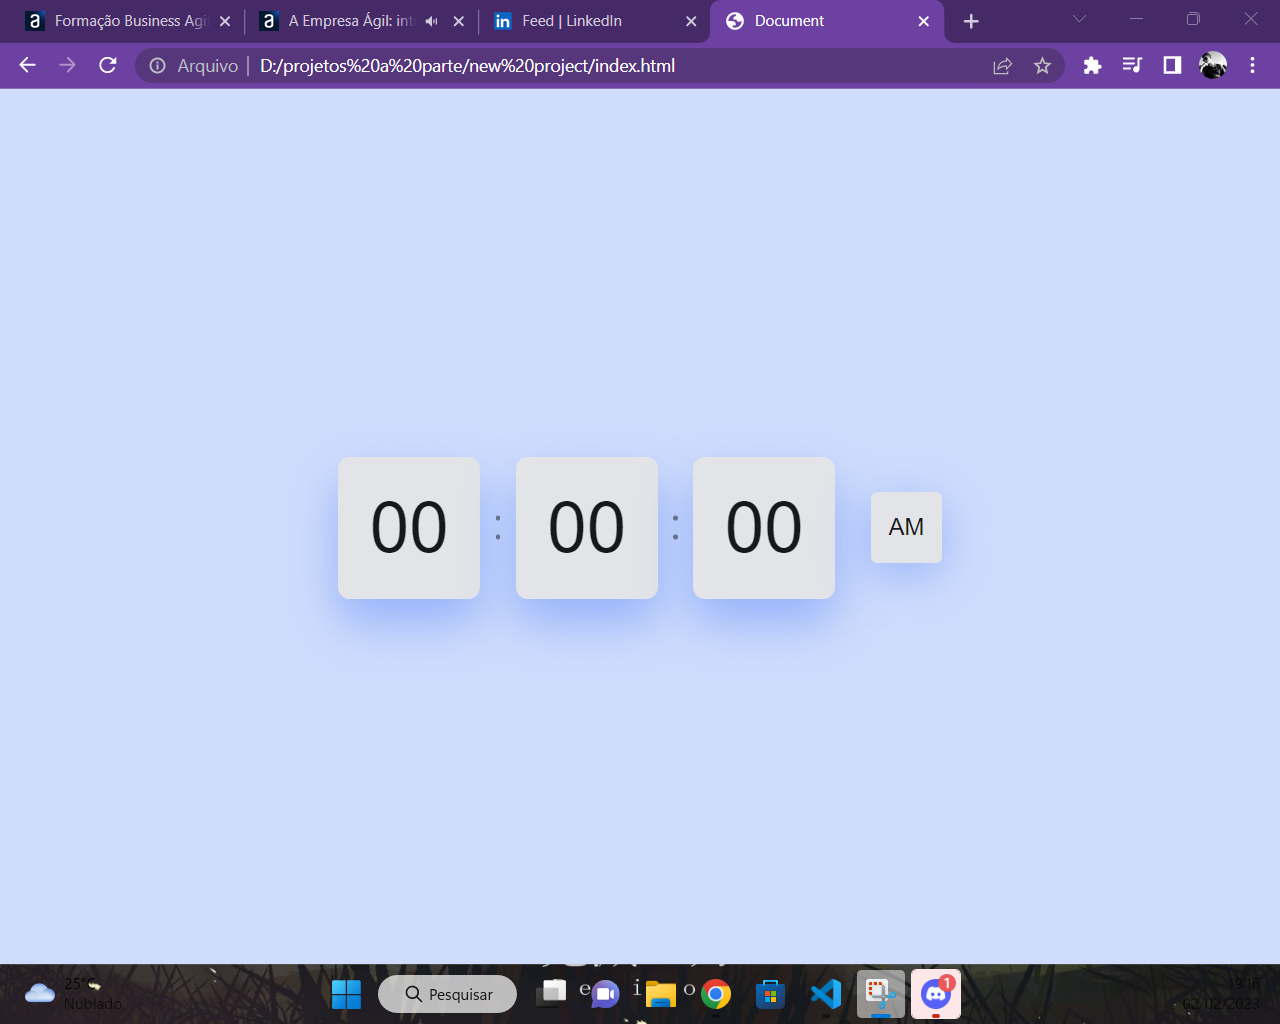 Formação Business Agi
A Empresa Ágil: int
Feed | LinkedIn
Document
Arquivo | D:/projetos%20a%20parte/new%20project/index.html
00 : 00 : 00 AM
25°C
Nublado
Pesquisar
e i o
1
19:16
02/02/2023